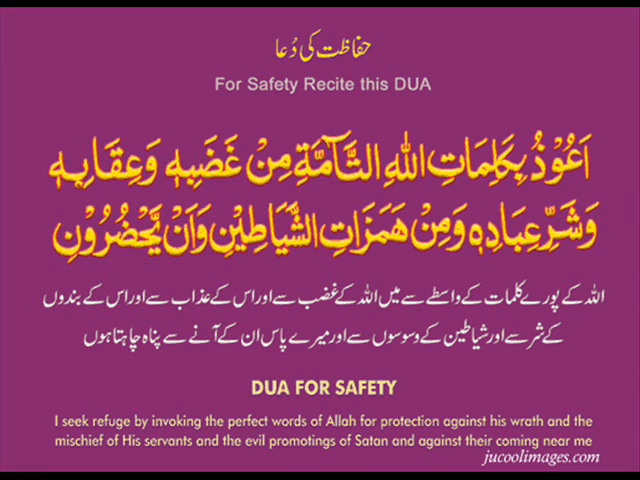 حفاظت کی دُعا
For Safety Recite this DUA
اَعُوْذُ بِكَلِمَاتِ اللهِ التَّآمَّةِ مِنْ غَضَبِهٖ وَعِقَابِهٖ
وَشَرِّ عِبَادِهٖ وَمِنْ هَمَزَاتِ الشَّيَاطِيْنِ وَاَنْ يَّحْضُرُوْنِ
اللہ کے پورے کلمات کے واسطے سے میں اللہ کے غضب سے اور اس کے عذاب سے اور اس کے بندوں
کے شر سے اور شیاطین کے وسوسوں سے اور میرے پاس ان کے آنے سے پناہ چاہتا ہوں
DUA FOR SAFETY
I seek refuge by invoking the perfect words of Allah for protection against his wrath and the
mischief of His servants and the evil promotings of Satan and against their coming near me
jucoolimages.com